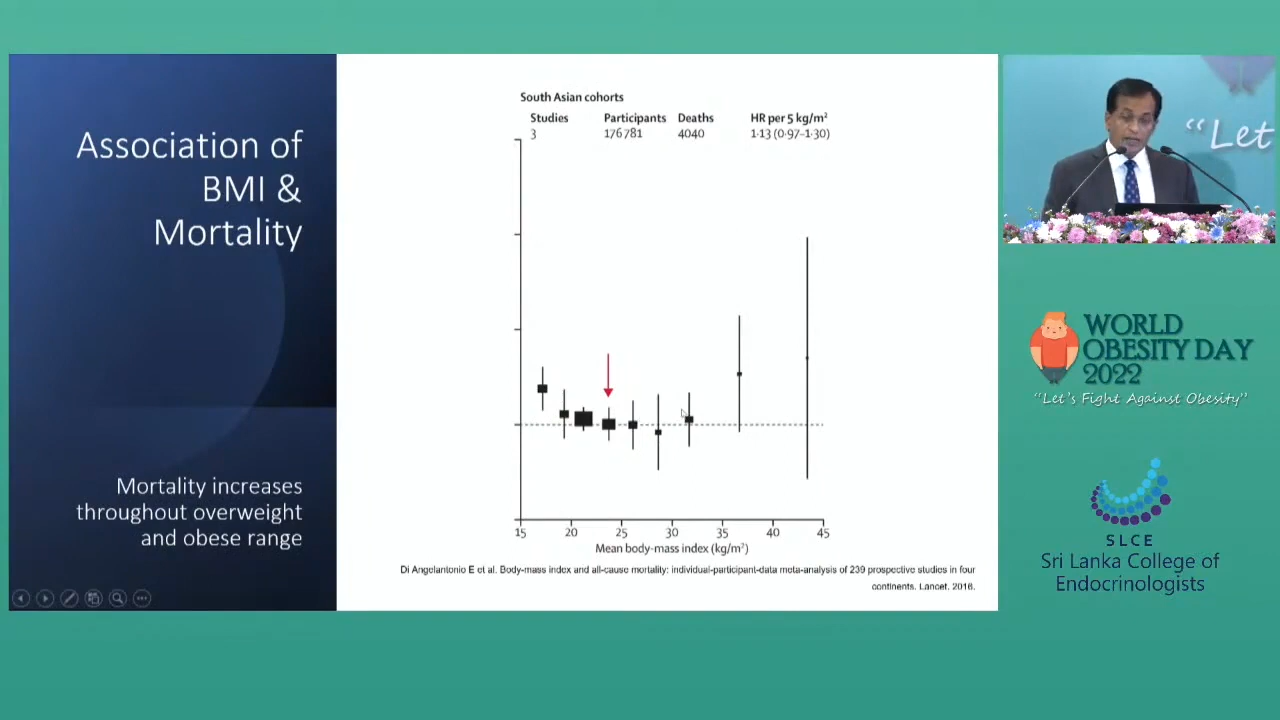 Association of
BMI &
Mortality
Mortality increases
throughout overweight
and obese range
South Asian cohorts
Studies Participants Deaths HR per 5 kg/m²
3 176 781 4040 1·13 (0·97–1·30)
15 20 25 30 35 40 45
Mean body-mass index (kg/m²)
Di Angelantonio E et al. Body-mass index and all-cause mortality: individual-participant-data meta-analysis of 239 prospective studies in four
continents. Lancet. 2016.
“Let
WORLD
OBESITY DAY
2022
“Let’s Fight Against Obesity”
SLCE
Sri Lanka College of
Endocrinologists